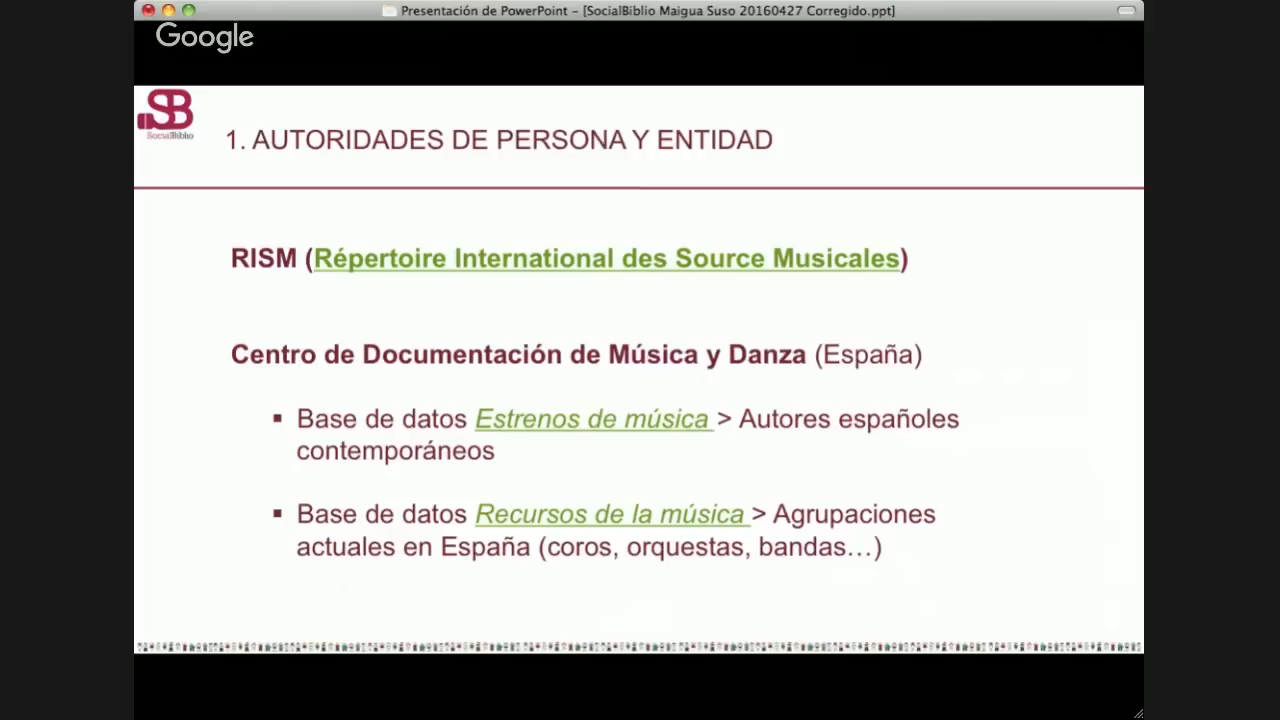 Presentación de PowerPoint – [SocialBiblio Maigua Suso 20160427 Corregido.ppt]
Google
SB
SocialBiblio
1. AUTORIDADES DE PERSONA Y ENTIDAD
RISM (Répertoire International des Source Musicales)
Centro de Documentación de Música y Danza (España)
▪ Base de datos Estrenos de música > Autores españoles
contemporáneos
▪ Base de datos Recursos de la música > Agrupaciones
actuales en España (coros, orquestas, bandas…)